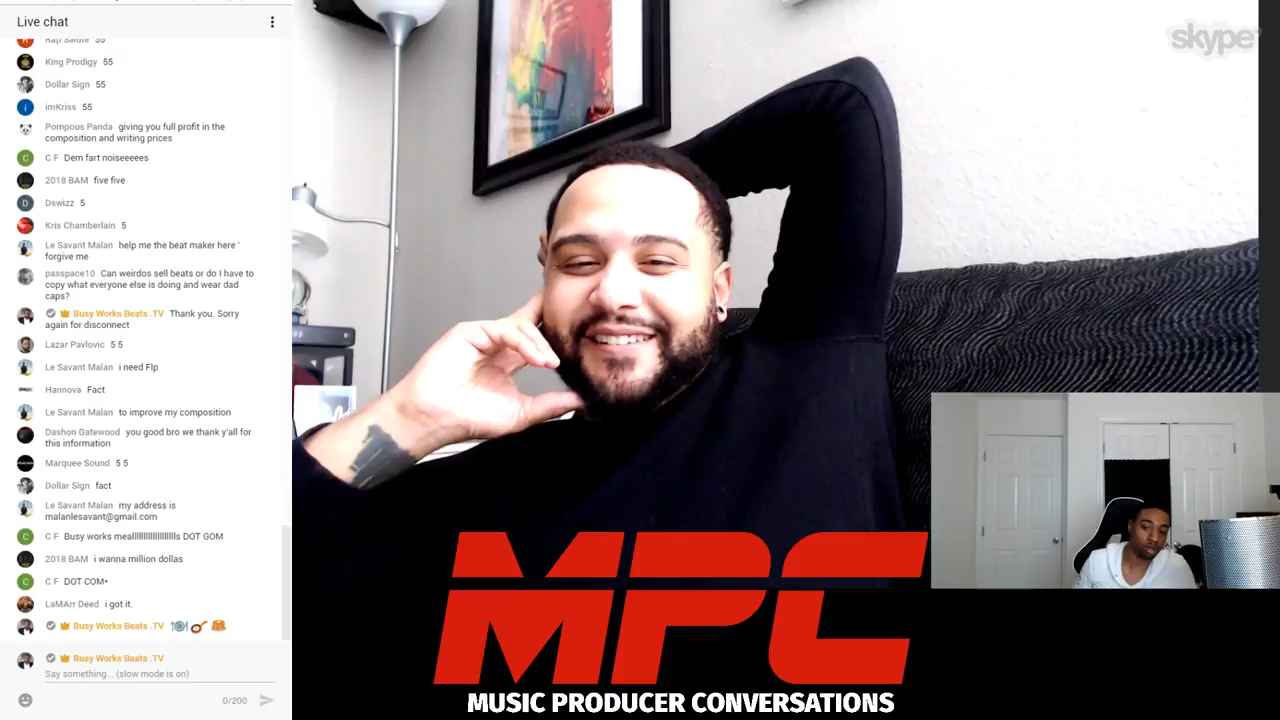 Live chat
Rap Salute 55
King Prodigy 55
Dollar Sign 55
i imKriss 55
Pompous Panda giving you full profit in the
composition and writing prices
C C F Dem fart noiseeeees
2018 BAM five five
D Dswizz 5
Kris Chamberlain 5
Le Savant Malan help me the beat maker here '
forgive me
passpace10 Can weirdos sell beats or do I have to
copy what everyone else is doing and wear dad
caps?
Busy Works Beats .TV Thank you. Sorry
again for disconnect
Lazar Pavlovic 5 5
Le Savant Malan i need Flp
Hannova Fact
Le Savant Malan to improve my composition
Dashon Gatewood you good bro we thank y'all for
this information
Marquee Sound 5 5
Dollar Sign fact
Le Savant Malan my address is
malanlesavant@gmail.com
2018 BAM i wanna million dollas
C C F DOT COM*
LaMArr Deed i got it.
Busy Works Beats .TV
Busy Works Beats .TV
Say something... (slow mode is on)
0/200
skype
MPC
MUSIC PRODUCER CONVERSATIONS